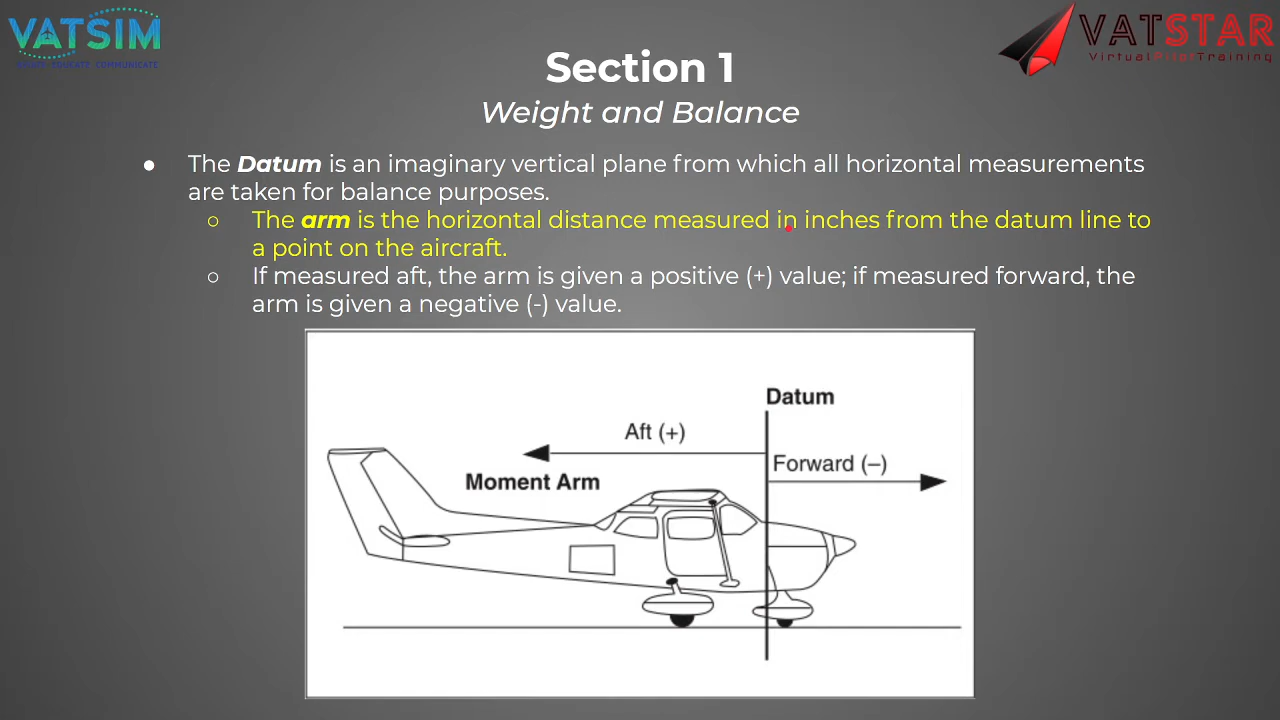 VATSIM
VATSTAR
VirtualPilotTraining
Section 1
Weight and Balance
● The Datum is an imaginary vertical plane from which all horizontal measurements
are taken for balance purposes.
○ The arm is the horizontal distance measured in inches from the datum line to
a point on the aircraft.
○ If measured aft, the arm is given a positive (+) value; if measured forward, the
arm is given a negative (-) value.
Datum
Aft (+)
Forward (–)
Moment Arm